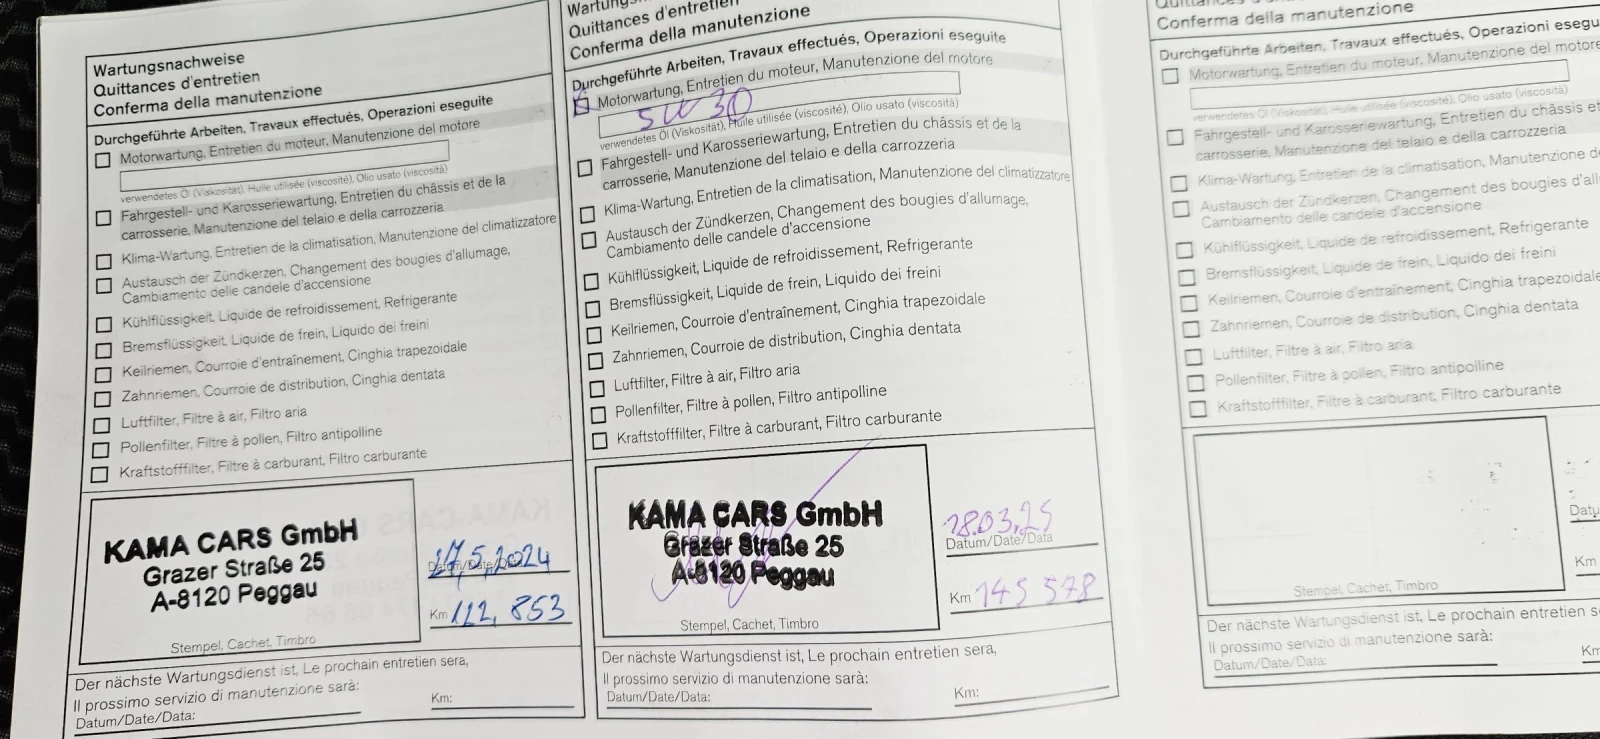 Wartungsnachweise
Quittances d'entretien
Conferma della manutenzione
Durchgeführte Arbeiten, Travaux effectués, Operazioni eseguite
Motorwartung, Entretien du moteur, Manutenzione del motore
verwendetes Öl (Viskosität), Huile utilisée (viscosité), Olio usato (viscosità)
Fahrgestell- und Karosseriewartung, Entretien du châssis et de la
carrosserie, Manutenzione del telaio e della carrozzeria
Klima-Wartung, Entretien de la climatisation, Manutenzione del climatizzatore
Austausch der Zündkerzen, Changement des bougies d'allumage,
Cambiamento delle candele d'accensione
Kühlflüssigkeit, Liquide de refroidissement, Refrigerante
Bremsflüssigkeit, Liquide de frein, Liquido dei freini
Keilriemen, Courroie d'entraînement, Cinghia trapezoidale
Zahnriemen, Courroie de distribution, Cinghia dentata
Luftfilter, Filtre à air, Filtro aria
Pollenfilter, Filtre à pollen, Filtro antipolline
Kraftstofffilter, Filtre à carburant, Filtro carburante
KAMA CARS GmbH
Grazer Straße 25
A-8120 Peggau
Stempel, Cachet, Timbro
27.5.2024
Datum/Date/Data
Km 112,853
Der nächste Wartungsdienst ist, Le prochain entretien sera,
Il prossimo servizio di manutenzione sarà:
Datum/Date/Data:
Km:
Wartungsn
Quittances d'entretien
Conferma della manutenzione
Durchgeführte Arbeiten, Travaux effectués, Operazioni eseguite
Motorwartung, Entretien du moteur, Manutenzione del motore
5W30
verwendetes Öl (Viskosität), Huile utilisée (viscosité), Olio usato (viscosità)
Fahrgestell- und Karosseriewartung, Entretien du châssis et de la
carrosserie, Manutenzione del telaio e della carrozzeria
Klima-Wartung, Entretien de la climatisation, Manutenzione del climatizzatore
Austausch der Zündkerzen, Changement des bougies d'allumage,
Cambiamento delle candele d'accensione
Kühlflüssigkeit, Liquide de refroidissement, Refrigerante
Bremsflüssigkeit, Liquide de frein, Liquido dei freini
Keilriemen, Courroie d'entraînement, Cinghia trapezoidale
Zahnriemen, Courroie de distribution, Cinghia dentata
Luftfilter, Filtre à air, Filtro aria
Pollenfilter, Filtre à pollen, Filtro antipolline
Kraftstofffilter, Filtre à carburant, Filtro carburante
KAMA CARS GmbH
Grazer Straße 25
A-8120 Peggau
Stempel, Cachet, Timbro
28.03.25
Datum/Date/Data
Km 145 578
Der nächste Wartungsdienst ist, Le prochain entretien sera,
Il prossimo servizio di manutenzione sarà:
Datum/Date/Data:
Km:
Conferma della manutenzione
Durchgeführte Arbeiten, Travaux effectués, Operazioni esegu
Motorwartung, Entretien du moteur, Manutenzione del motore
verwendetes Öl (Viskosität), Huile utilisée (viscosité), Olio usato (viscosità)
Fahrgestell- und Karosseriewartung, Entretien du châssis et
carrosserie, Manutenzione del telaio e della carrozzeria
Klima-Wartung, Entretien de la climatisation, Manutenzione d
Austausch der Zündkerzen, Changement des bougies d'all
Cambiamento delle candele d'accensione
Kühlflüssigkeit, Liquide de refroidissement, Refrigerante
Bremsflüssigkeit, Liquide de frein, Liquido dei freini
Keilriemen, Courroie d'entraînement, Cinghia trapezoidale
Zahnriemen, Courroie de distribution, Cinghia dentata
Luftfilter, Filtre à air, Filtro aria
Pollenfilter, Filtre à pollen, Filtro antipolline
Kraftstofffilter, Filtre à carburant, Filtro carburante
Stempel, Cachet, Timbro
Datu
Km
Der nächste Wartungsdienst ist, Le prochain entretien s
Il prossimo servizio di manutenzione sarà:
Datum/Date/Data:
Km